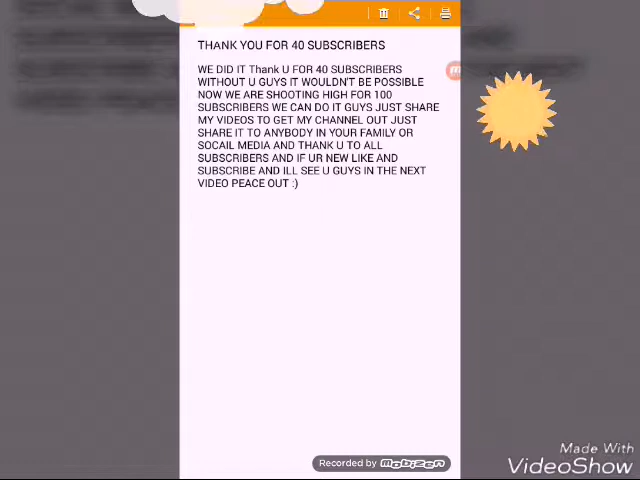 THANK YOU FOR 40 SUBSCRIBERS
WE DID IT Thank U FOR 40 SUBSCRIBERS
WITHOUT U GUYS IT WOULDN'T BE POSSIBLE
NOW WE ARE SHOOTING HIGH FOR 100
SUBSCRIBERS WE CAN DO IT GUYS JUST SHARE
MY VIDEOS TO GET MY CHANNEL OUT JUST
SHARE IT TO ANYBODY IN YOUR FAMILY OR
SOCAIL MEDIA AND THANK U TO ALL
SUBSCRIBERS AND IF UR NEW LIKE AND
SUBSCRIBE AND ILL SEE U GUYS IN THE NEXT
VIDEO PEACE OUT :)
Recorded by mobizen
Made With
VideoShow